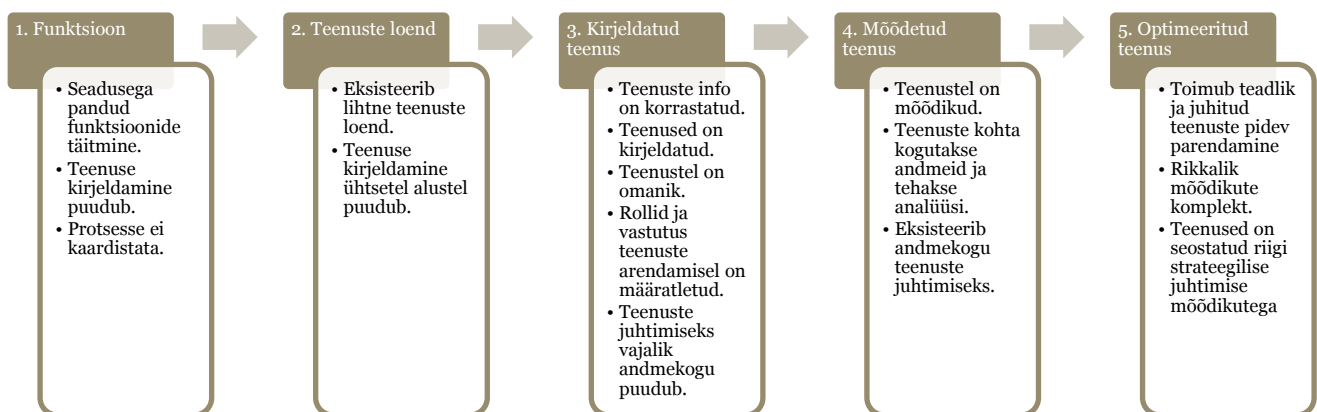 1. Funktsioon
• Seadusega
pandud
funktsioonide
täitmine.
• Teenuse
kirjeldamine
puudub.
• Protsesse ei
kaardistata.
2. Teenuste loend
• Eksisteerib
lihtne teenuste
loend.
• Teenuse
kirjeldamine
ühtsetel alustel
puudub.
3. Kirjeldatud
teenus
• Teenuste info
on korrastatud.
• Teenused on
kirjeldatud.
• Teenustel on
omanik.
• Rollid ja
vastutus
teenuste
arendamisel on
määratletud.
• Teenuste
juhtimiseks
vajalik
andmekogu
puudub.
4. Mõõdetud
teenus
• Teenustel on
mõõdikud.
• Teenuste kohta
kogutakse
andmeid ja
tehakse
analüüsi.
• Eksisteerib
andmekogu
teenuste
juhtimiseks.
5. Optimeeritud
teenus
• Toimub teadlik
ja juhitud
teenuste pidev
parendamine
• Rikkalik
mõõdikute
komplekt.
• Teenused on
seostatud riigi
strateegilise
juhtimise
mõõdikutega